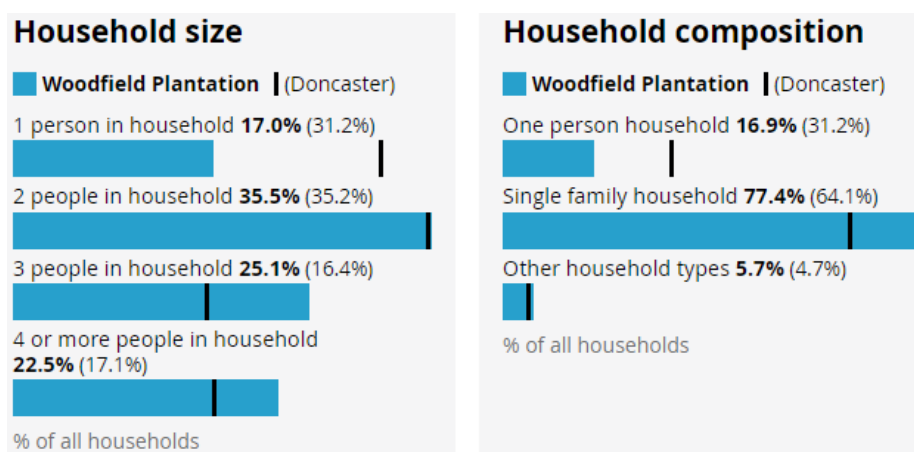 Household size
Woodfield Plantation (Doncaster)
1 person in household 17.0% (31.2%)
2 people in household 35.5% (35.2%)
3 people in household 25.1% (16.4%)
4 or more people in household
22.5% (17.1%)
% of all households
Household composition
Woodfield Plantation (Doncaster)
One person household 16.9% (31.2%)
Single family household 77.4% (64.1%)
Other household types 5.7% (4.7%)
% of all households